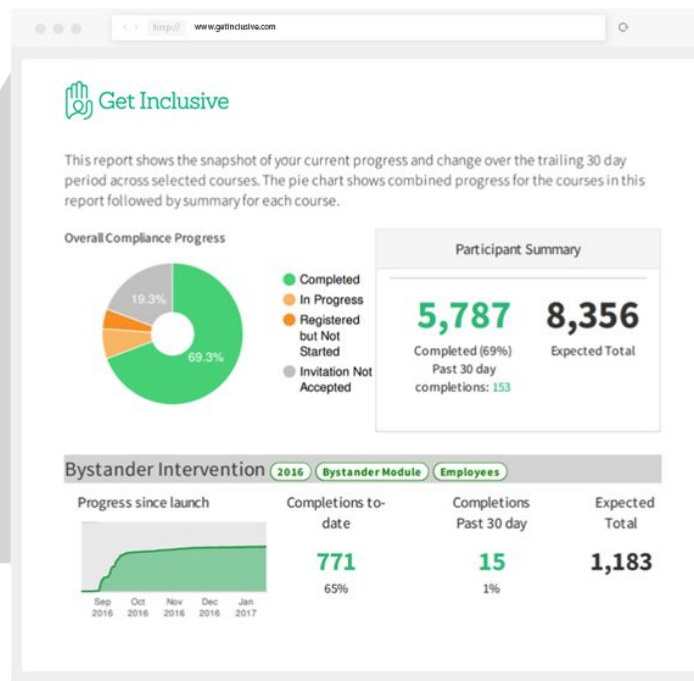 http://
www.getinclusive.com
Get Inclusive
This report shows the snapshot of your current progress and change over the trailing 30 day
period across selected courses. The pie chart shows combined progress for the courses in this
report followed by summary for each course.
Overall Compliance Progress
19.3%
69.3%
Completed
In Progress
Registered
but Not
Started
Invitation Not
Accepted
Participant Summary
5,787
Completed (69%)
Past 30 day
completions: 153
8,356
Expected Total
Bystander Intervention 2016 Bystander Module Employees
Progress since launch
Sep Oct Nov Dec Jan
2016 2016 2016 2016 2017
Completions to-
date
771
65%
Completions
Past 30 day
15
1%
Expected
Total
1,183